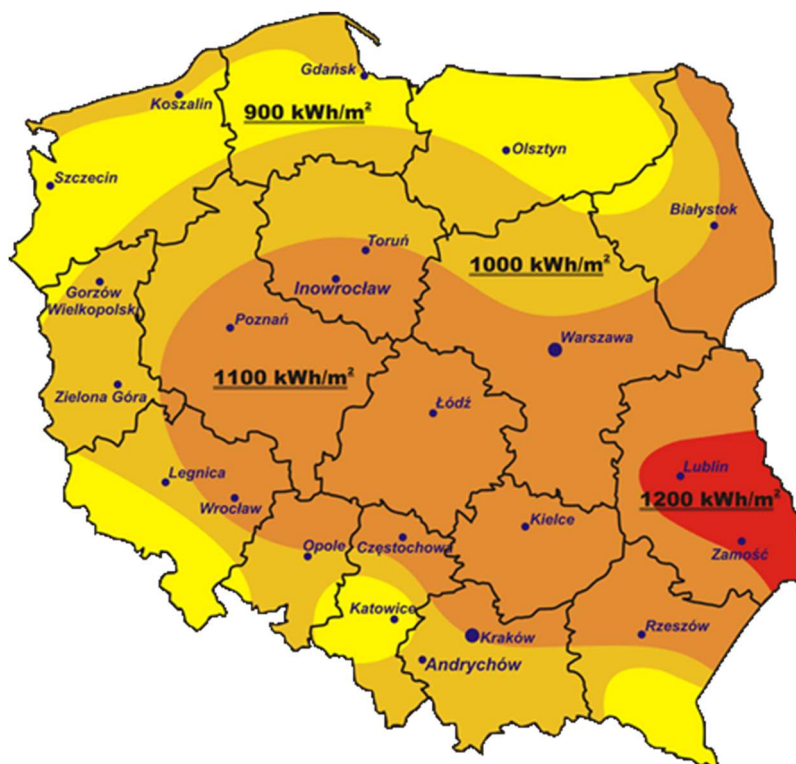 Gdańsk
Koszalin
900 kWh/m²
Olsztyn
Szczecin
Białystok
Toruń
1000 kWh/m²
Gorzów
Wielkopolski
Inowrocław
Poznań
Warszawa
1100 kWh/m²
Zielona Góra
Łódź
Legnica
Lublin
Wrocław
1200 kWh/m²
Kielce
Opole
Częstochowa
Zamość
Katowice
Kraków
Rzeszów
Andrychów